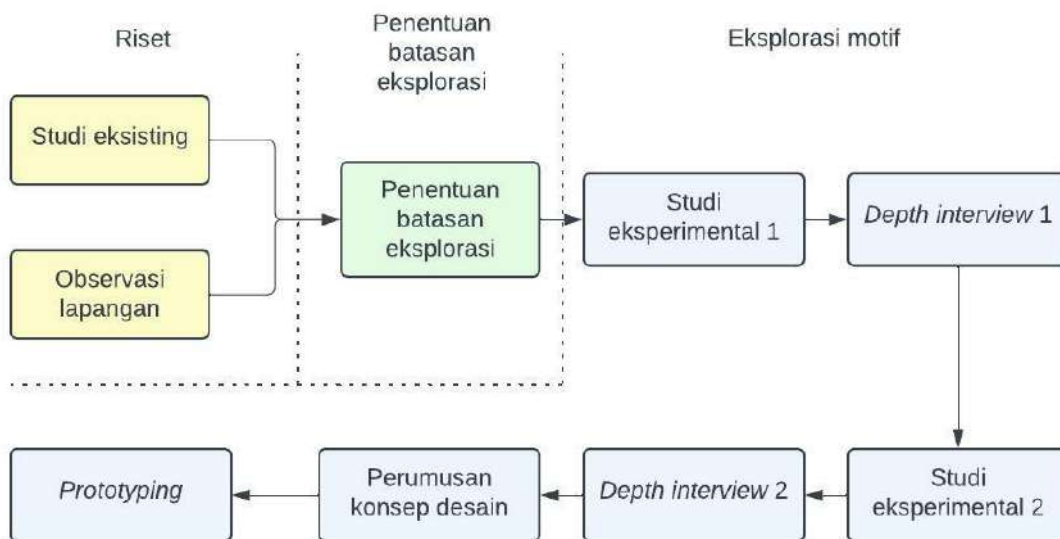 Riset
Penentuan
batasan
eksplorasi
Eksplorasi motif
Studi eksisting
Observasi
lapangan
Penentuan
batasan
eksplorasi
Studi
eksperimental 1
Depth interview 1
Prototyping
Perumusan
konsep desain
Depth interview 2
Studi
eksperimental 2